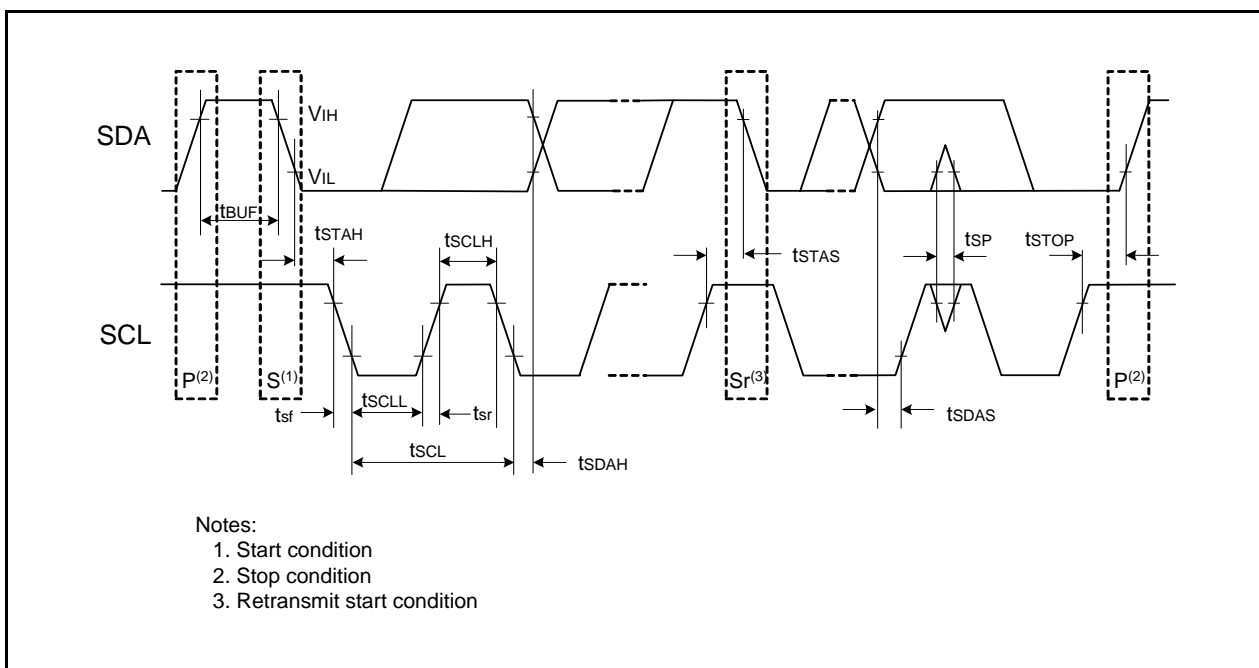 SDA
VIH
VIL
tBUF
tSTAH
tSCLH
tSTAS
tSP
tSTOP
SCL
P(2)
S(1)
Sr(3)
P(2)
tsf
tSCLL
tsr
tSDAS
tSCL
tSDAH
Notes:
1. Start condition
2. Stop condition
3. Retransmit start condition